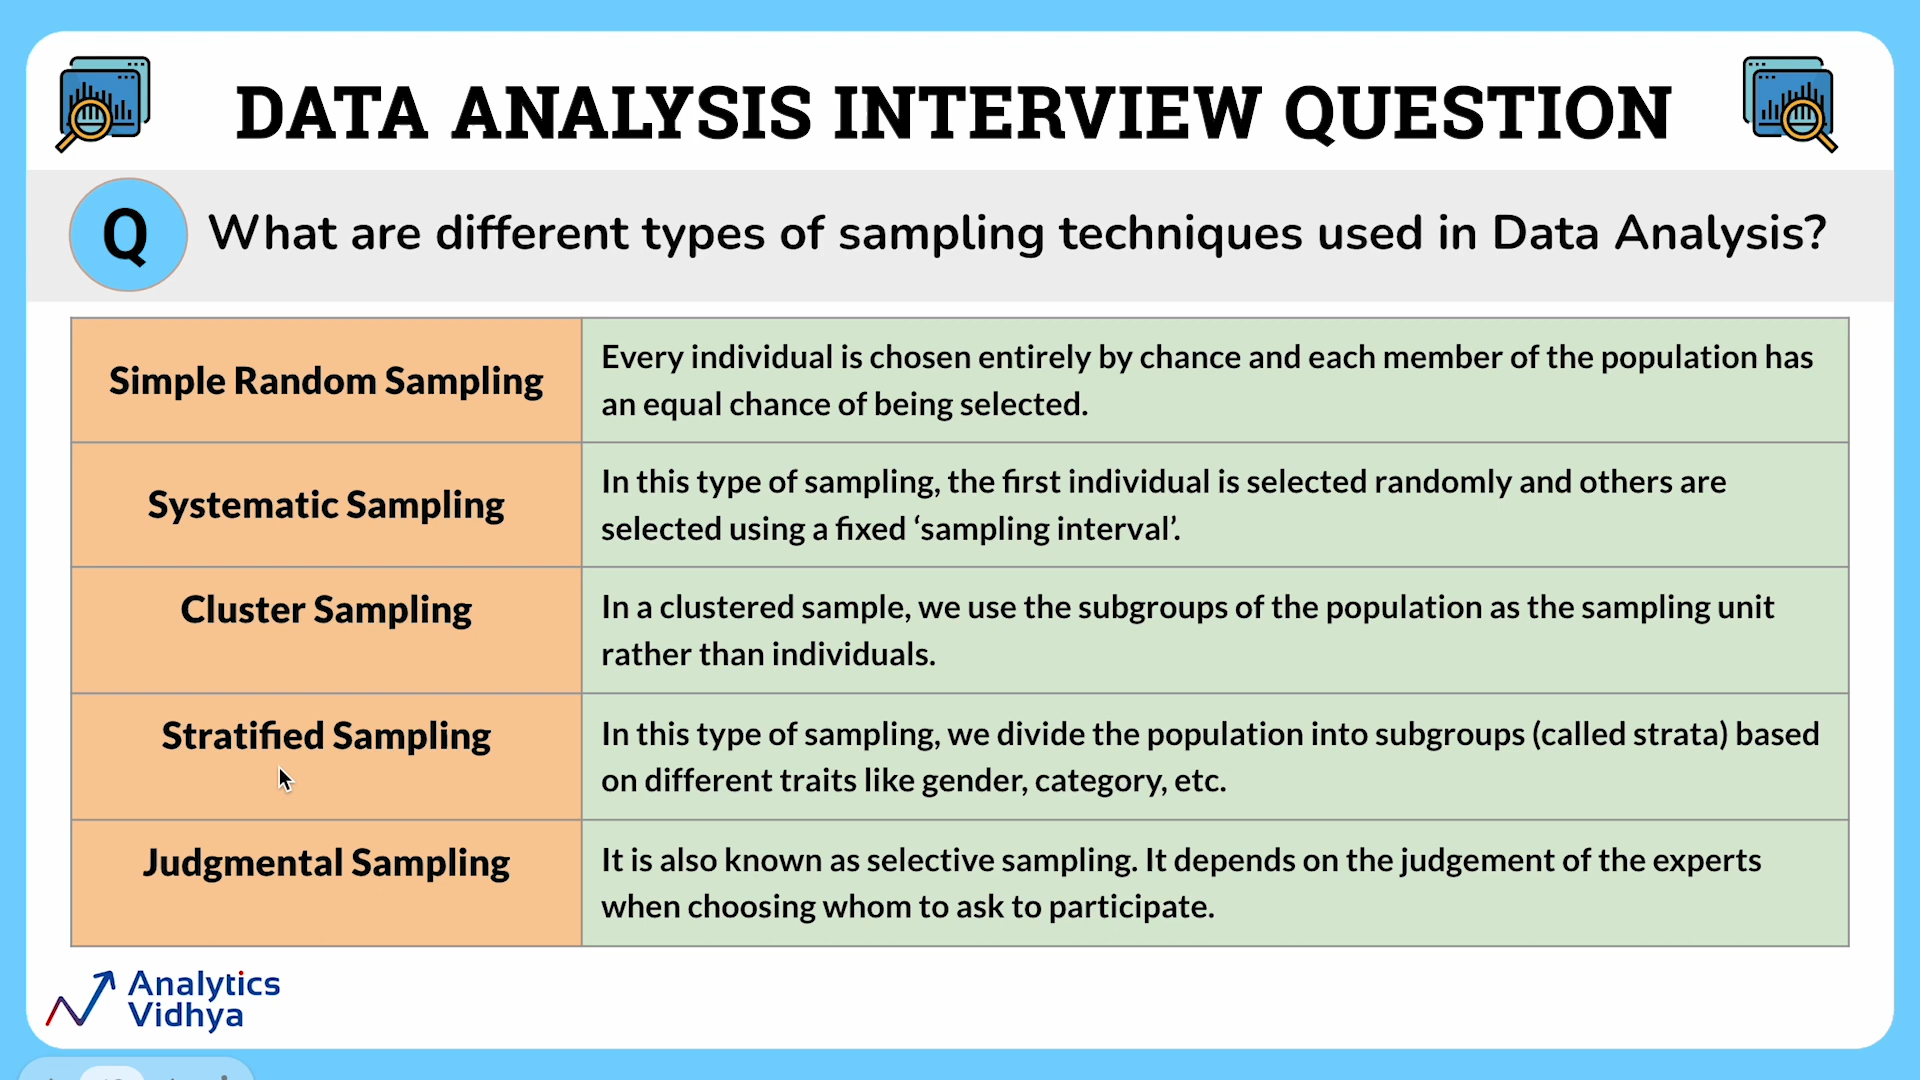 DATA ANALYSIS INTERVIEW QUESTION
Q
What are different types of sampling techniques used in Data Analysis?
Simple Random Sampling
Every individual is chosen entirely by chance and each member of the population has
an equal chance of being selected.
Systematic Sampling
In this type of sampling, the first individual is selected randomly and others are
selected using a fixed ‘sampling interval’.
Cluster Sampling
In a clustered sample, we use the subgroups of the population as the sampling unit
rather than individuals.
Stratified Sampling
In this type of sampling, we divide the population into subgroups (called strata) based
on different traits like gender, category, etc.
Judgmental Sampling
It is also known as selective sampling. It depends on the judgement of the experts
when choosing whom to ask to participate.
Analytics
Vidhya